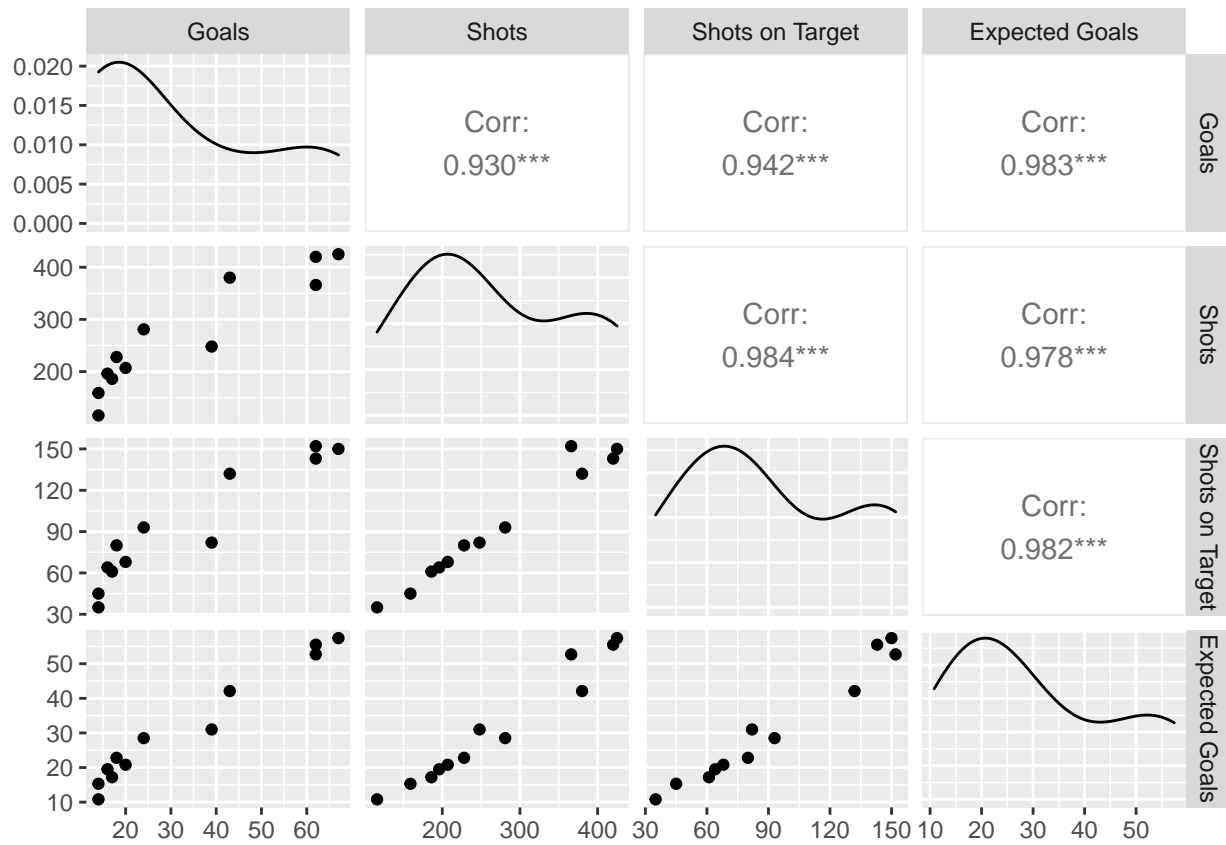 Goals
Shots
Shots on Target
Expected Goals
0.020
0.015
0.010
0.005
0.000
Corr:
0.930***
Corr:
0.942***
Corr:
0.983***
Goals
400
300
200
Corr:
0.984***
Corr:
0.978***
Shots
150
120
90
60
30
Corr:
0.982***
Shots on Target
50
40
30
20
10
Expected Goals
20 30 40 50 60
200 300 400
30 60 90 120 150
10 20 30 40 50